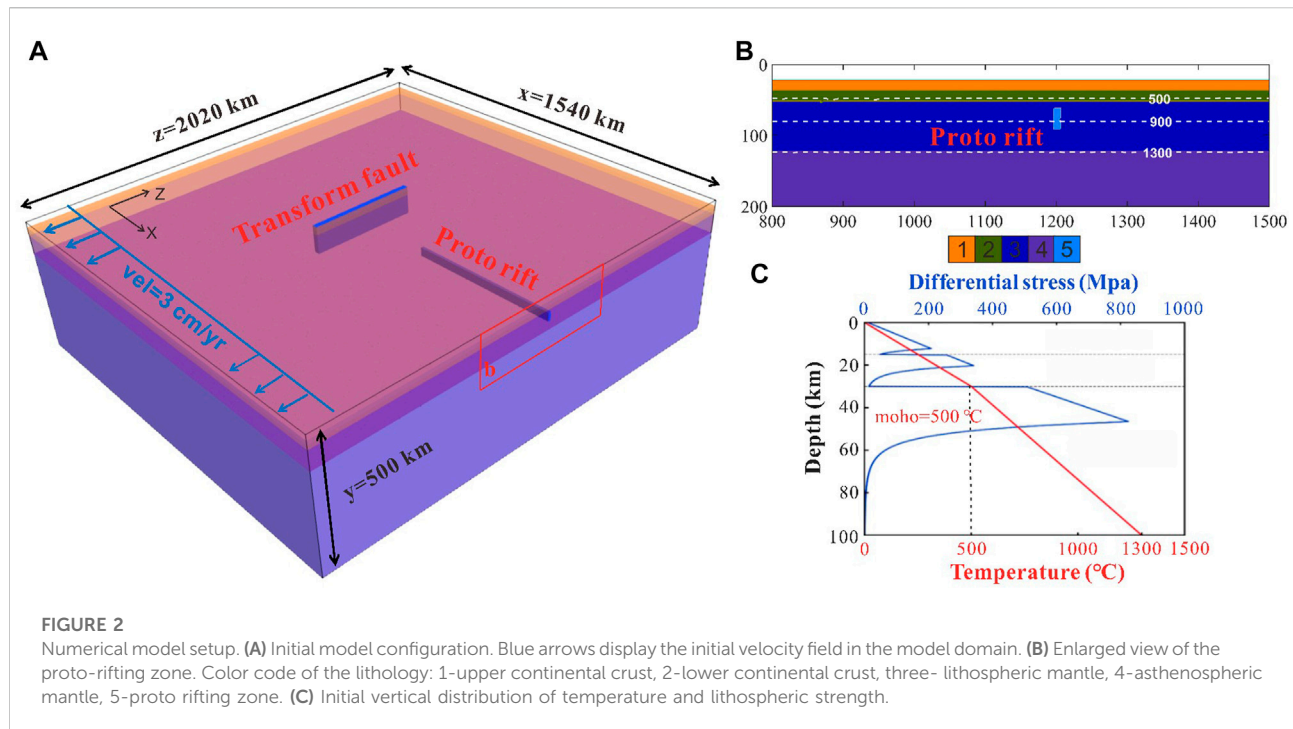 A
z=2020 km
x=1540 km
Z
X
Transform fault
Proto rift
vel=3 cm/yr
b
y=500 km
B
0
100
200
500
900
1300
Proto rift
800 900 1000 1100 1200 1300 1400 1500
1 2 3 4 5
C
Differential stress (Mpa)
0 200 400 600 800 1000
Depth (km)
0
20
40
60
80
100
moho=500 °C
0 500 1000 1300 1500
Temperature (°C)
FIGURE 2
Numerical model setup. (A) Initial model configuration. Blue arrows display the initial velocity field in the model domain. (B) Enlarged view of the
proto-rifting zone. Color code of the lithology: 1-upper continental crust, 2-lower continental crust, three- lithospheric mantle, 4-asthenospheric
mantle, 5-proto rifting zone. (C) Initial vertical distribution of temperature and lithospheric strength.